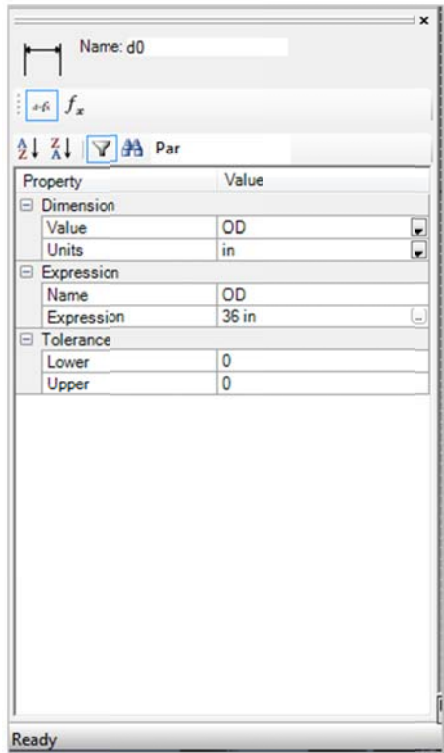 x
Name: d0
a=fx fx
A Z Z A Par
Property Value
Dimension
Value OD
Units in
Expression
Name OD
Expression 36 in ...
Tolerance
Lower 0
Upper 0
Ready